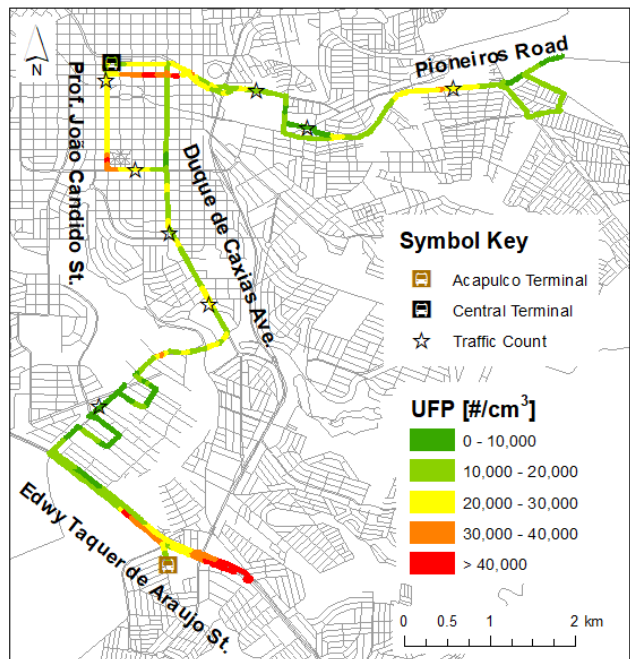 N
Pioneiros Road
Prof. João Candido St.
Duque de Caxias Ave.
Edwy Taquer de Araujo St.
Symbol Key
Acapulco Terminal
Central Terminal
Traffic Count
UFP [#/cm³]
0 - 10,000
10,000 - 20,000
20,000 - 30,000
30,000 - 40,000
> 40,000
0 0.5 1 2 km